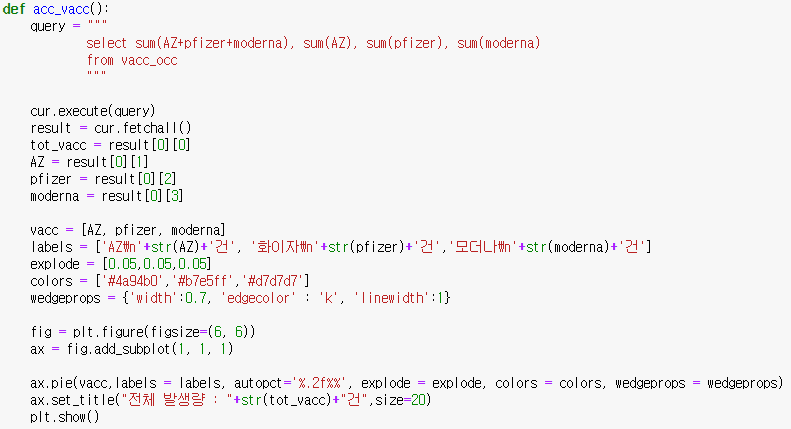 def acc_vacc():
    query = """
            select sum(AZ+pfizer+moderna), sum(AZ), sum(pfizer), sum(moderna)
            from vacc_occ
            """

    cur.execute(query)
    result = cur.fetchall()
    tot_vacc = result[0][0]
    AZ = result[0][1]
    pfizer = result[0][2]
    moderna = result[0][3]

    vacc = [AZ, pfizer, moderna]
    labels = ['AZ₩n'+str(AZ)+'건', '화이자₩n'+str(pfizer)+'건','모더나₩n'+str(moderna)+'건']
    explode = [0.05,0.05,0.05]
    colors = ['#4a94b0','#b7e5ff','#d7d7d7']
    wedgeprops = {'width':0.7, 'edgecolor' : 'k', 'linewidth':1}

    fig = plt.figure(figsize=(6, 6))
    ax = fig.add_subplot(1, 1, 1)

    ax.pie(vacc,labels = labels, autopct='%.2f%%', explode = explode, colors = colors, wedgeprops = wedgeprops)
    ax.set_title("전체 발생량 : "+str(tot_vacc)+"건",size=20)
    plt.show()